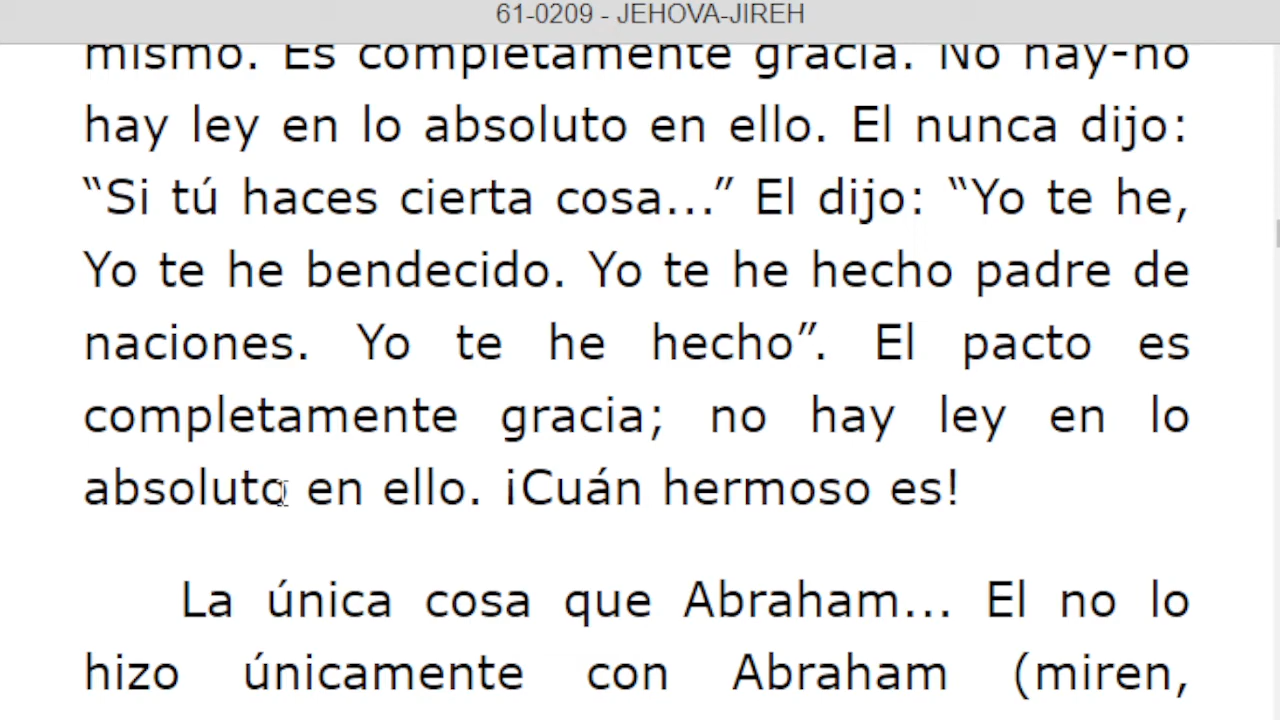 61-0209 - JEHOVA-JIREH
mismo. Es completamente gracia. No hay-no
hay ley en lo absoluto en ello. El nunca dijo:
“Si tú haces cierta cosa...” El dijo: “Yo te he,
Yo te he bendecido. Yo te he hecho padre de
naciones. Yo te he hecho”. El pacto es
completamente gracia; no hay ley en lo
absoluto en ello. ¡Cuán hermoso es!
La única cosa que Abraham... El no lo
hizo únicamente con Abraham (miren,